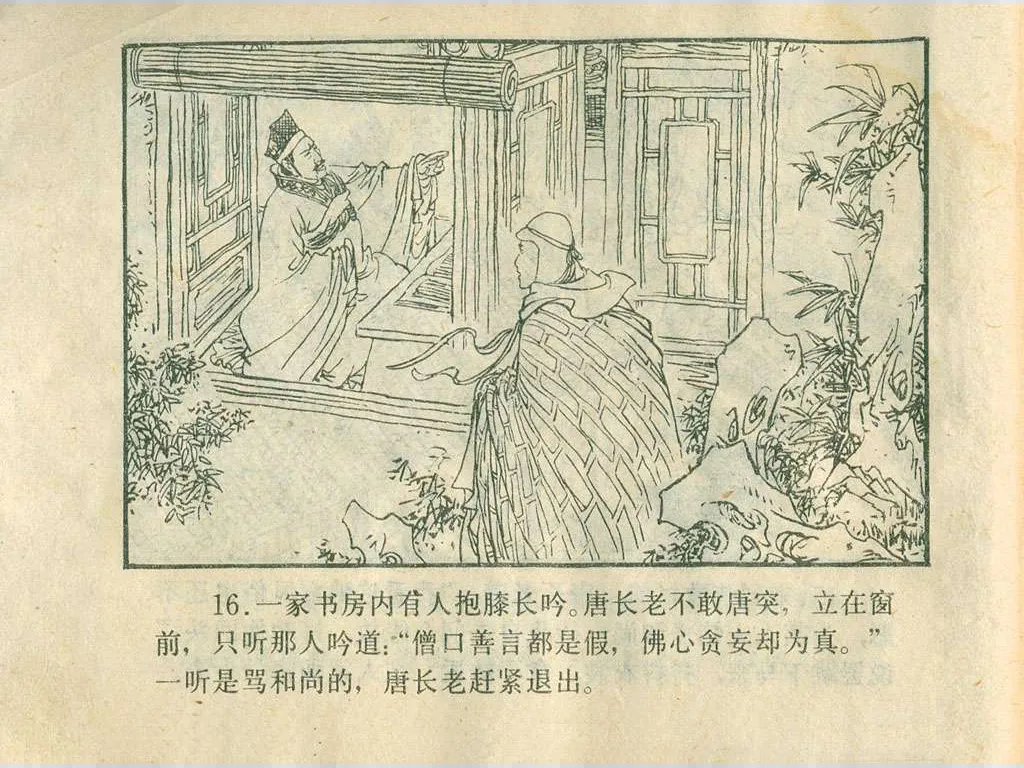 16.一家书房内有人抱膝长吟。唐长老不敢唐突，立在窗
前，只听那人吟道：“僧口善言都是假，佛心贪妄却为真。”
一听是骂和尚的，唐长老赶紧退出。